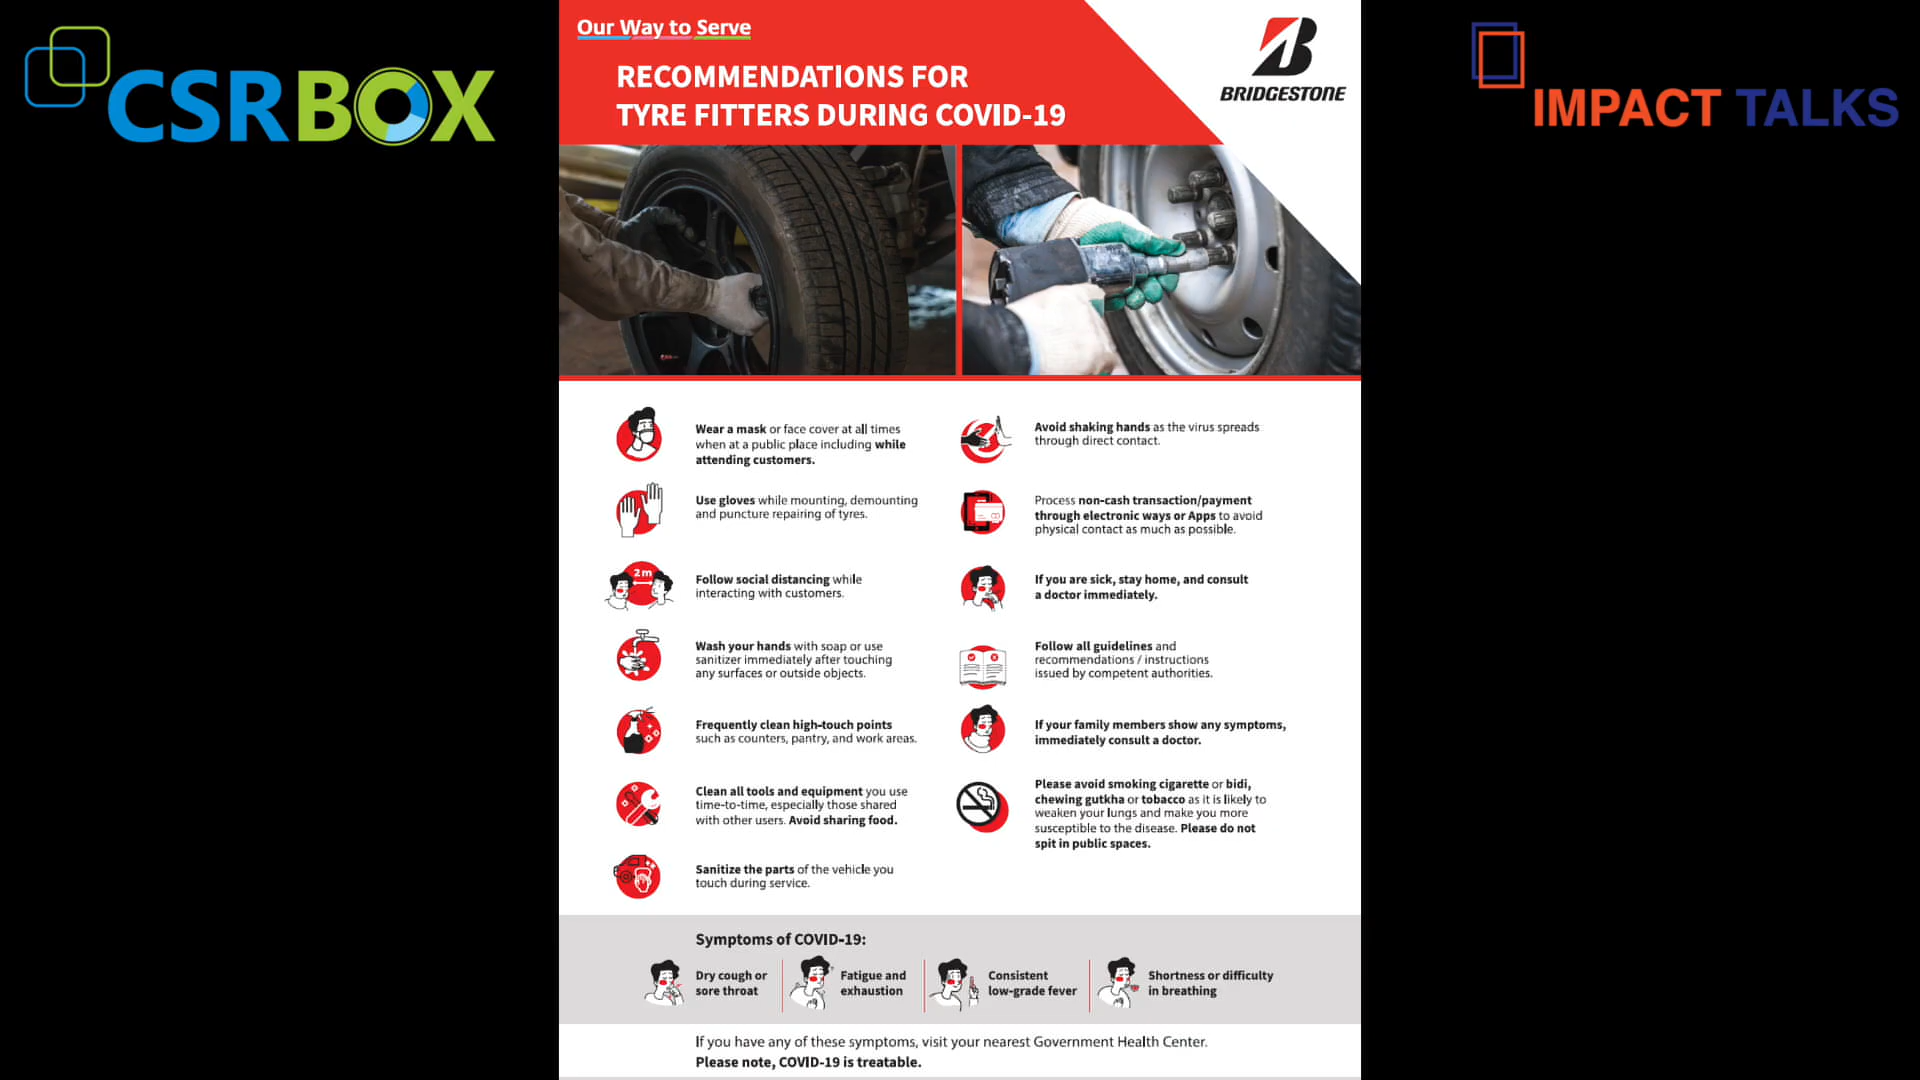 CSRBOX
Our Way to Serve
RECOMMENDATIONS FOR
TYRE FITTERS DURING COVID-19
BRIDGESTONE
IMPACT TALKS
Wear a mask or face cover at all times
when at a public place including while
attending customers.
Use gloves while mounting, demounting
and puncture repairing of tyres.
2m
Follow social distancing while
interacting with customers.
Wash your hands with soap or use
sanitizer immediately after touching
any surfaces or outside objects.
Frequently clean high-touch points
such as counters, pantry, and work areas.
Clean all tools and equipment you use
time-to-time, especially those shared
with other users. Avoid sharing food.
Sanitize the parts of the vehicle you
touch during service.
Avoid shaking hands as the virus spreads
through direct contact.
Process non-cash transaction/payment
through electronic ways or Apps to avoid
physical contact as much as possible.
If you are sick, stay home, and consult
a doctor immediately.
Follow all guidelines and
recommendations / instructions
issued by competent authorities.
If your family members show any symptoms,
immediately consult a doctor.
Please avoid smoking cigarette or bidi,
chewing gutkha or tobacco as it is likely to
weaken your lungs and make you more
susceptible to the disease. Please do not
spit in public spaces.
Symptoms of COVID-19:
Dry cough or
sore throat
Fatigue and
exhaustion
Consistent
low-grade fever
Shortness or difficulty
in breathing
If you have any of these symptoms, visit your nearest Government Health Center.
Please note, COVID-19 is treatable.